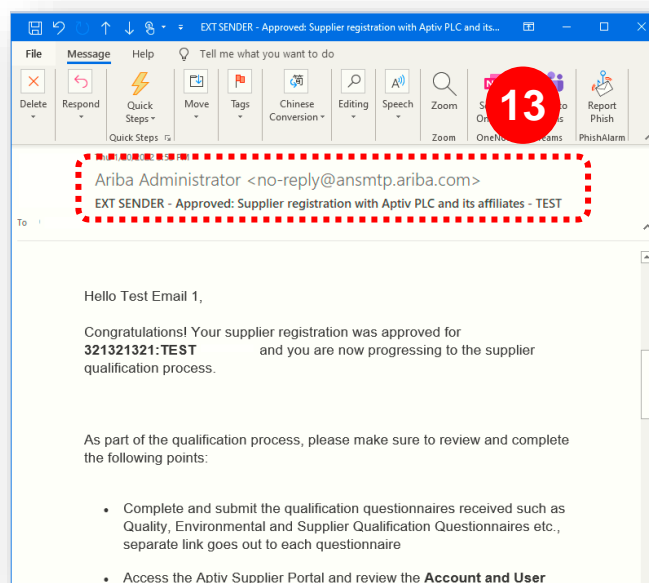 EXT SENDER - Approved: Supplier registration with Aptiv PLC and its...
File Message Help Tell me what you want to do
Delete Respond Quick Steps Move Tags Chinese Conversion Editing Speech Zoom Report Phish
13
Quick Steps Zoom PhishAlarm
Ariba Administrator <no-reply@ansmtp.ariba.com>
EXT SENDER - Approved: Supplier registration with Aptiv PLC and its affiliates - TEST
To
Hello Test Email 1,
Congratulations! Your supplier registration was approved for
321321321:TEST and you are now progressing to the supplier
qualification process.
As part of the qualification process, please make sure to review and complete
the following points:
• Complete and submit the qualification questionnaires received such as
Quality, Environmental and Supplier Qualification Questionnaires etc.,
separate link goes out to each questionnaire
• Access the Aptiv Supplier Portal and review the Account and User